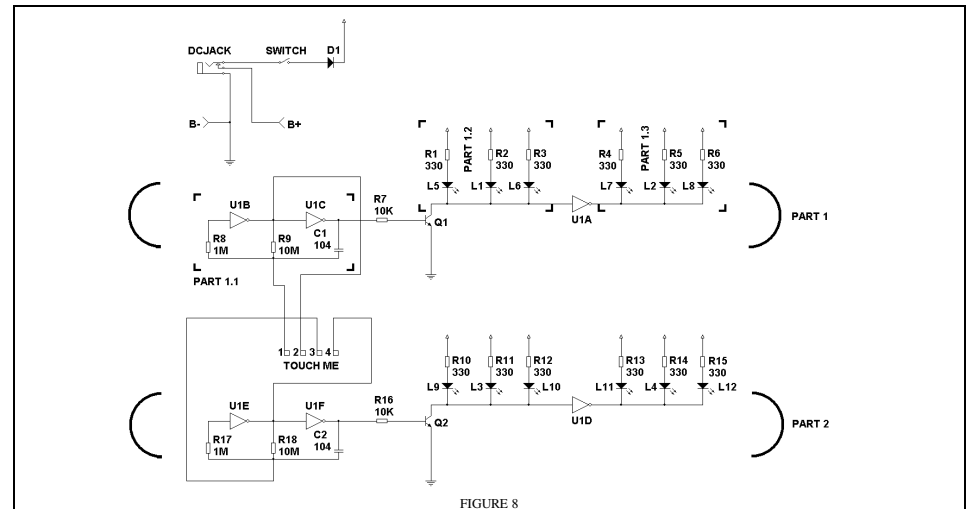 DCJACK SWITCH D1
B- B+
PART 1.2
PART 1.3
R1 330
R2 330
R3 330
R4 330
R5 330
R6 330
L5 L1 L6
L7 L2 L8
U1B U1C
R7 10K
Q1
U1A
PART 1
R8 1M
R9 10M
C1 104
PART 1.1
1 2 3 4
TOUCH ME
R10 330
R11 330
R12 330
R13 330
R14 330
R15 330
L9 L3 L10
L11 L4 L12
U1E U1F
R16 10K
Q2
U1D
PART 2
R17 1M
R18 10M
C2 104
FIGURE 8